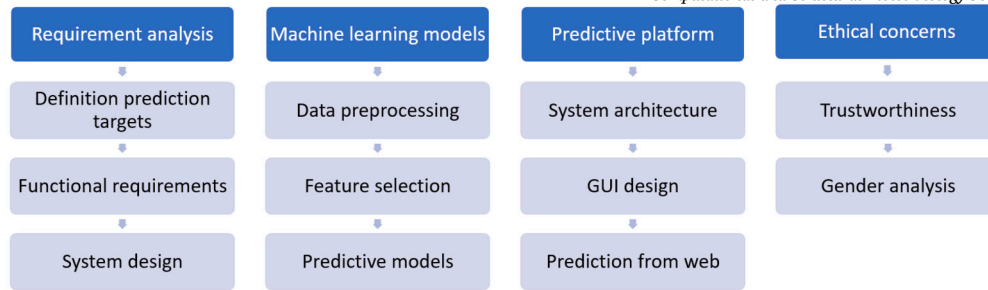 Requirement analysis
Definition prediction
targets
Functional requirements
System design
Machine learning models
Data preprocessing
Feature selection
Predictive models
Predictive platform
System architecture
GUI design
Prediction from web
Ethical concerns
Trustworthiness
Gender analysis